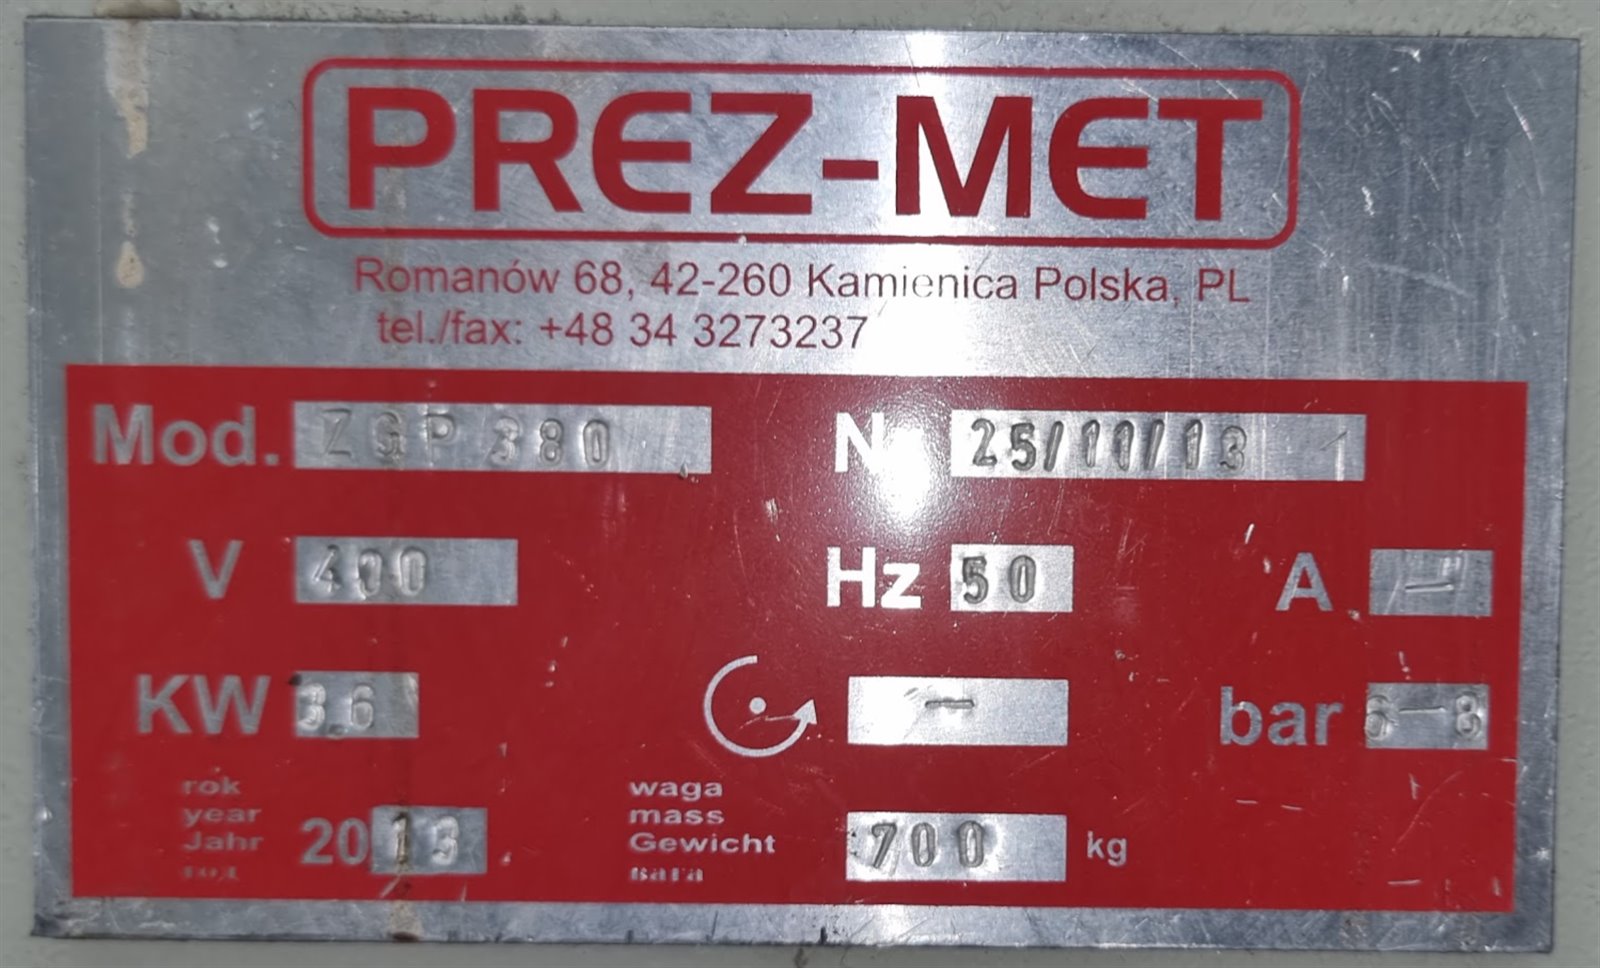 PREZ-MET
Romanów 68, 42-260 Kamienica Polska, PL
tel./fax: +48 34 3273237
Mod. ZGP 380 Nr 25/11/13
V 400 Hz 50 A —
KW 3,6 — bar 6-8
rok
year
Jahr
2013
waga
mass
Gewicht
700 kg